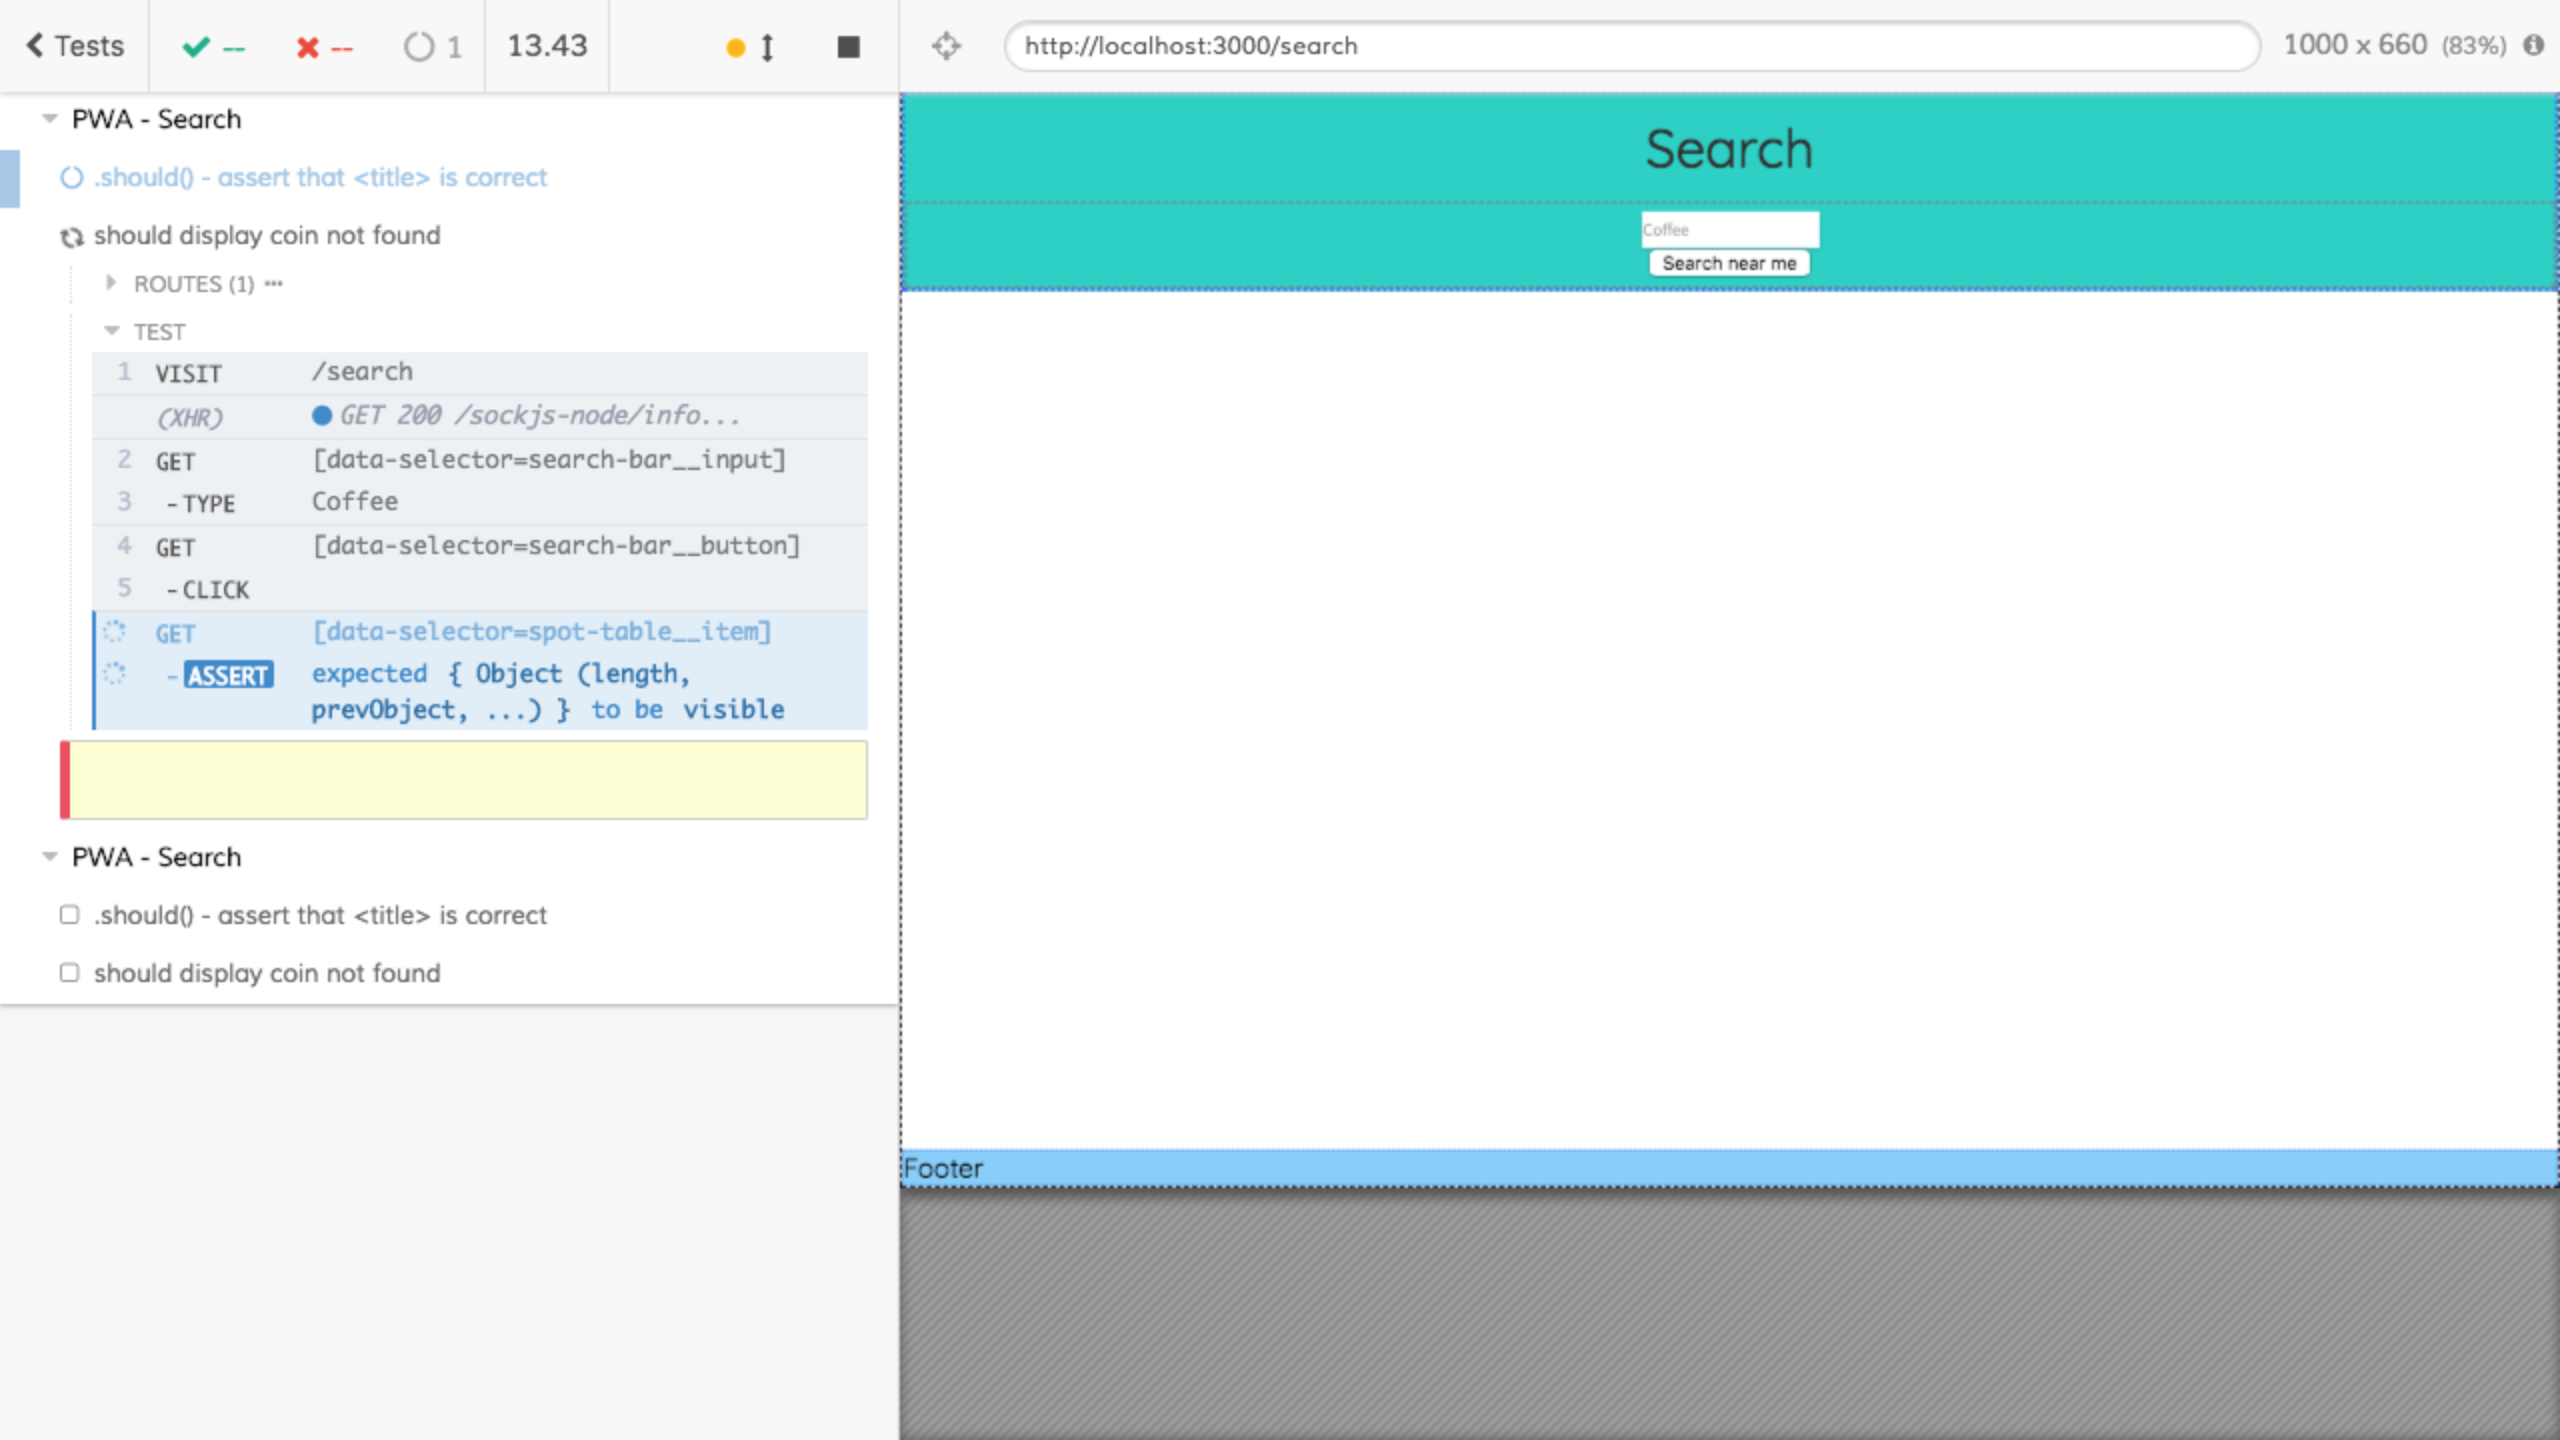 Tests -- -- 1 13.43
http://localhost:3000/search 1000 x 660 (83%)
PWA - Search
.should() - assert that <title> is correct
should display coin not found
ROUTES (1) •••
TEST
1 VISIT /search
(XHR) GET 200 /sockjs-node/info...
2 GET [data-selector=search-bar__input]
3 -TYPE Coffee
4 GET [data-selector=search-bar__button]
5 -CLICK
GET [data-selector=spot-table__item]
-ASSERT expected { Object (length,
prevObject, ...) } to be visible
PWA - Search
.should() - assert that <title> is correct
should display coin not found
Search
Coffee
Search near me
Footer